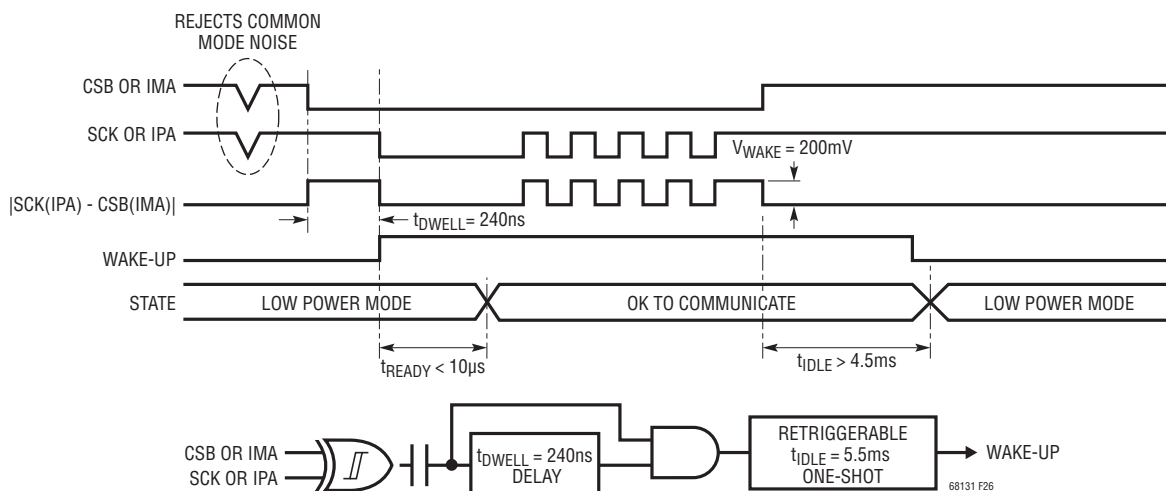 REJECTS COMMON
MODE NOISE
CSB OR IMA
SCK OR IPA
VWAKE = 200mV
|SCK(IPA) - CSB(IMA)|
tDWELL= 240ns
WAKE-UP
STATE
LOW POWER MODE
OK TO COMMUNICATE
LOW POWER MODE
tREADY < 10µs
tIDLE > 4.5ms
CSB OR IMA
SCK OR IPA
tDWELL = 240ns
DELAY
RETRIGGERABLE
tIDLE = 5.5ms
ONE-SHOT
WAKE-UP
68131 F26